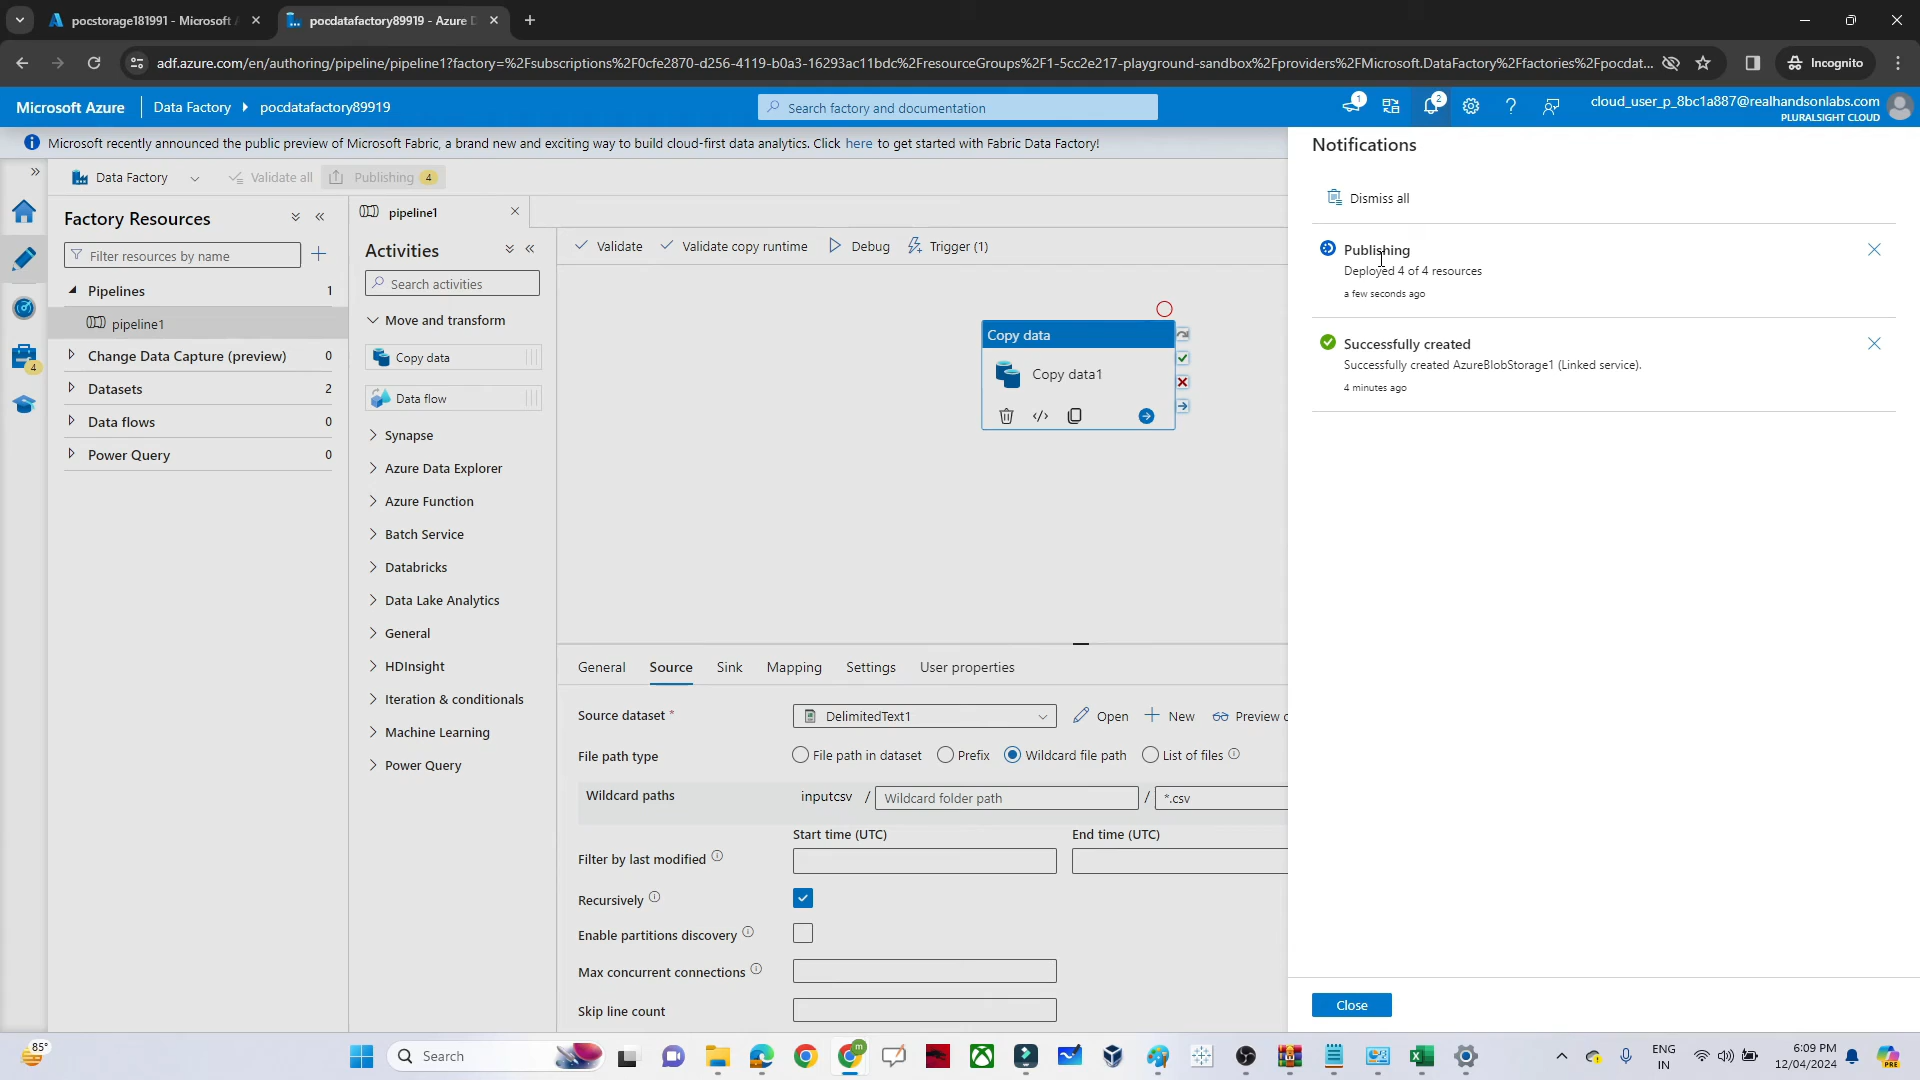 pocstorage181991 - Microsoft A
pocdatafactory89919 - Azure D
adf.azure.com/en/authoring/pipeline/pipeline1?factory=%2Fsubscriptions%2F0cfe2870-d256-4119-b0a3-16293ac11bdc%2FresourceGroups%2F1-5cc2e217-playground-sandbox%2Fproviders%2FMicrosoft.DataFactory%2Ffactories%2Fpocdat...
Incognito
Microsoft Azure
Data Factory
pocdatafactory89919
Search factory and documentation
1
2
cloud_user_p_8bc1a887@realhandsonlabs.com
PLURALSIGHT CLOUD
Microsoft recently announced the public preview of Microsoft Fabric, a brand new and exciting way to build cloud-first data analytics. Click here to get started with Fabric Data Factory!
Data Factory
Validate all
Publishing 4
Factory Resources
Filter resources by name
Pipelines 1
pipeline1
Change Data Capture (preview) 0
Datasets 2
Data flows 0
Power Query 0
4
pipeline1
Activities
Search activities
Move and transform
Copy data
Data flow
Synapse
Azure Data Explorer
Azure Function
Batch Service
Databricks
Data Lake Analytics
General
HDInsight
Iteration & conditionals
Machine Learning
Power Query
Validate
Validate copy runtime
Debug
Trigger (1)
Copy data
Copy data1
General
Source
Sink
Mapping
Settings
User properties
Source dataset *
DelimitedText1
Open
New
Preview
File path type
File path in dataset
Prefix
Wildcard file path
List of files
Wildcard paths
inputcsv / Wildcard folder path / *.csv
Start time (UTC)
End time (UTC)
Filter by last modified
Recursively
Enable partitions discovery
Max concurrent connections
Skip line count
Notifications
Dismiss all
Publishing
Deployed 4 of 4 resources
a few seconds ago
Successfully created
Successfully created AzureBlobStorage1 (Linked service).
4 minutes ago
Close
85°
Search
m
ENG
IN
6:09 PM
12/04/2024
PRE